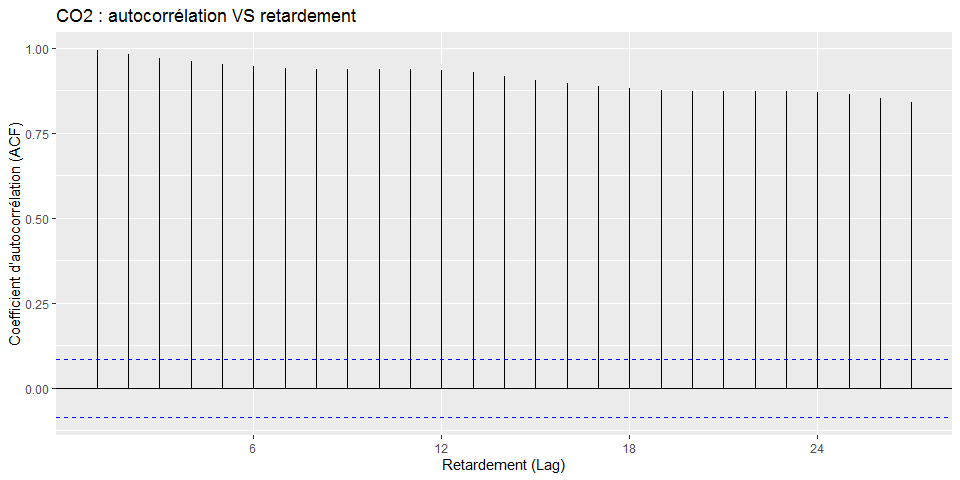 CO2 : autocorrélation VS retardement
Coefficient d'autocorrélation (ACF)
1.00
0.75
0.50
0.25
0.00
6 12 18 24
Retardement (Lag)